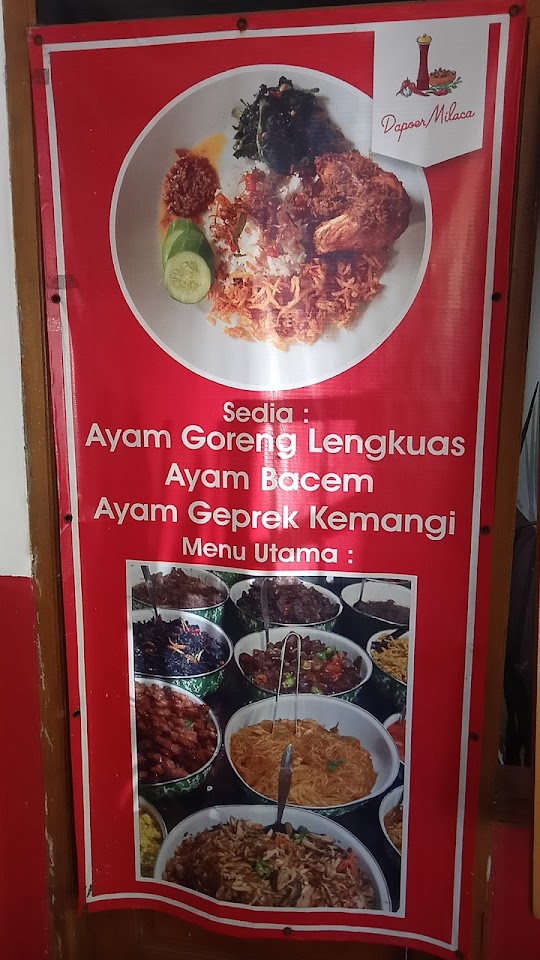 Dapoer Milaca
Sedia :
Ayam Goreng Lengkuas
Ayam Bacem
Ayam Geprek Kemangi
Menu Utama :